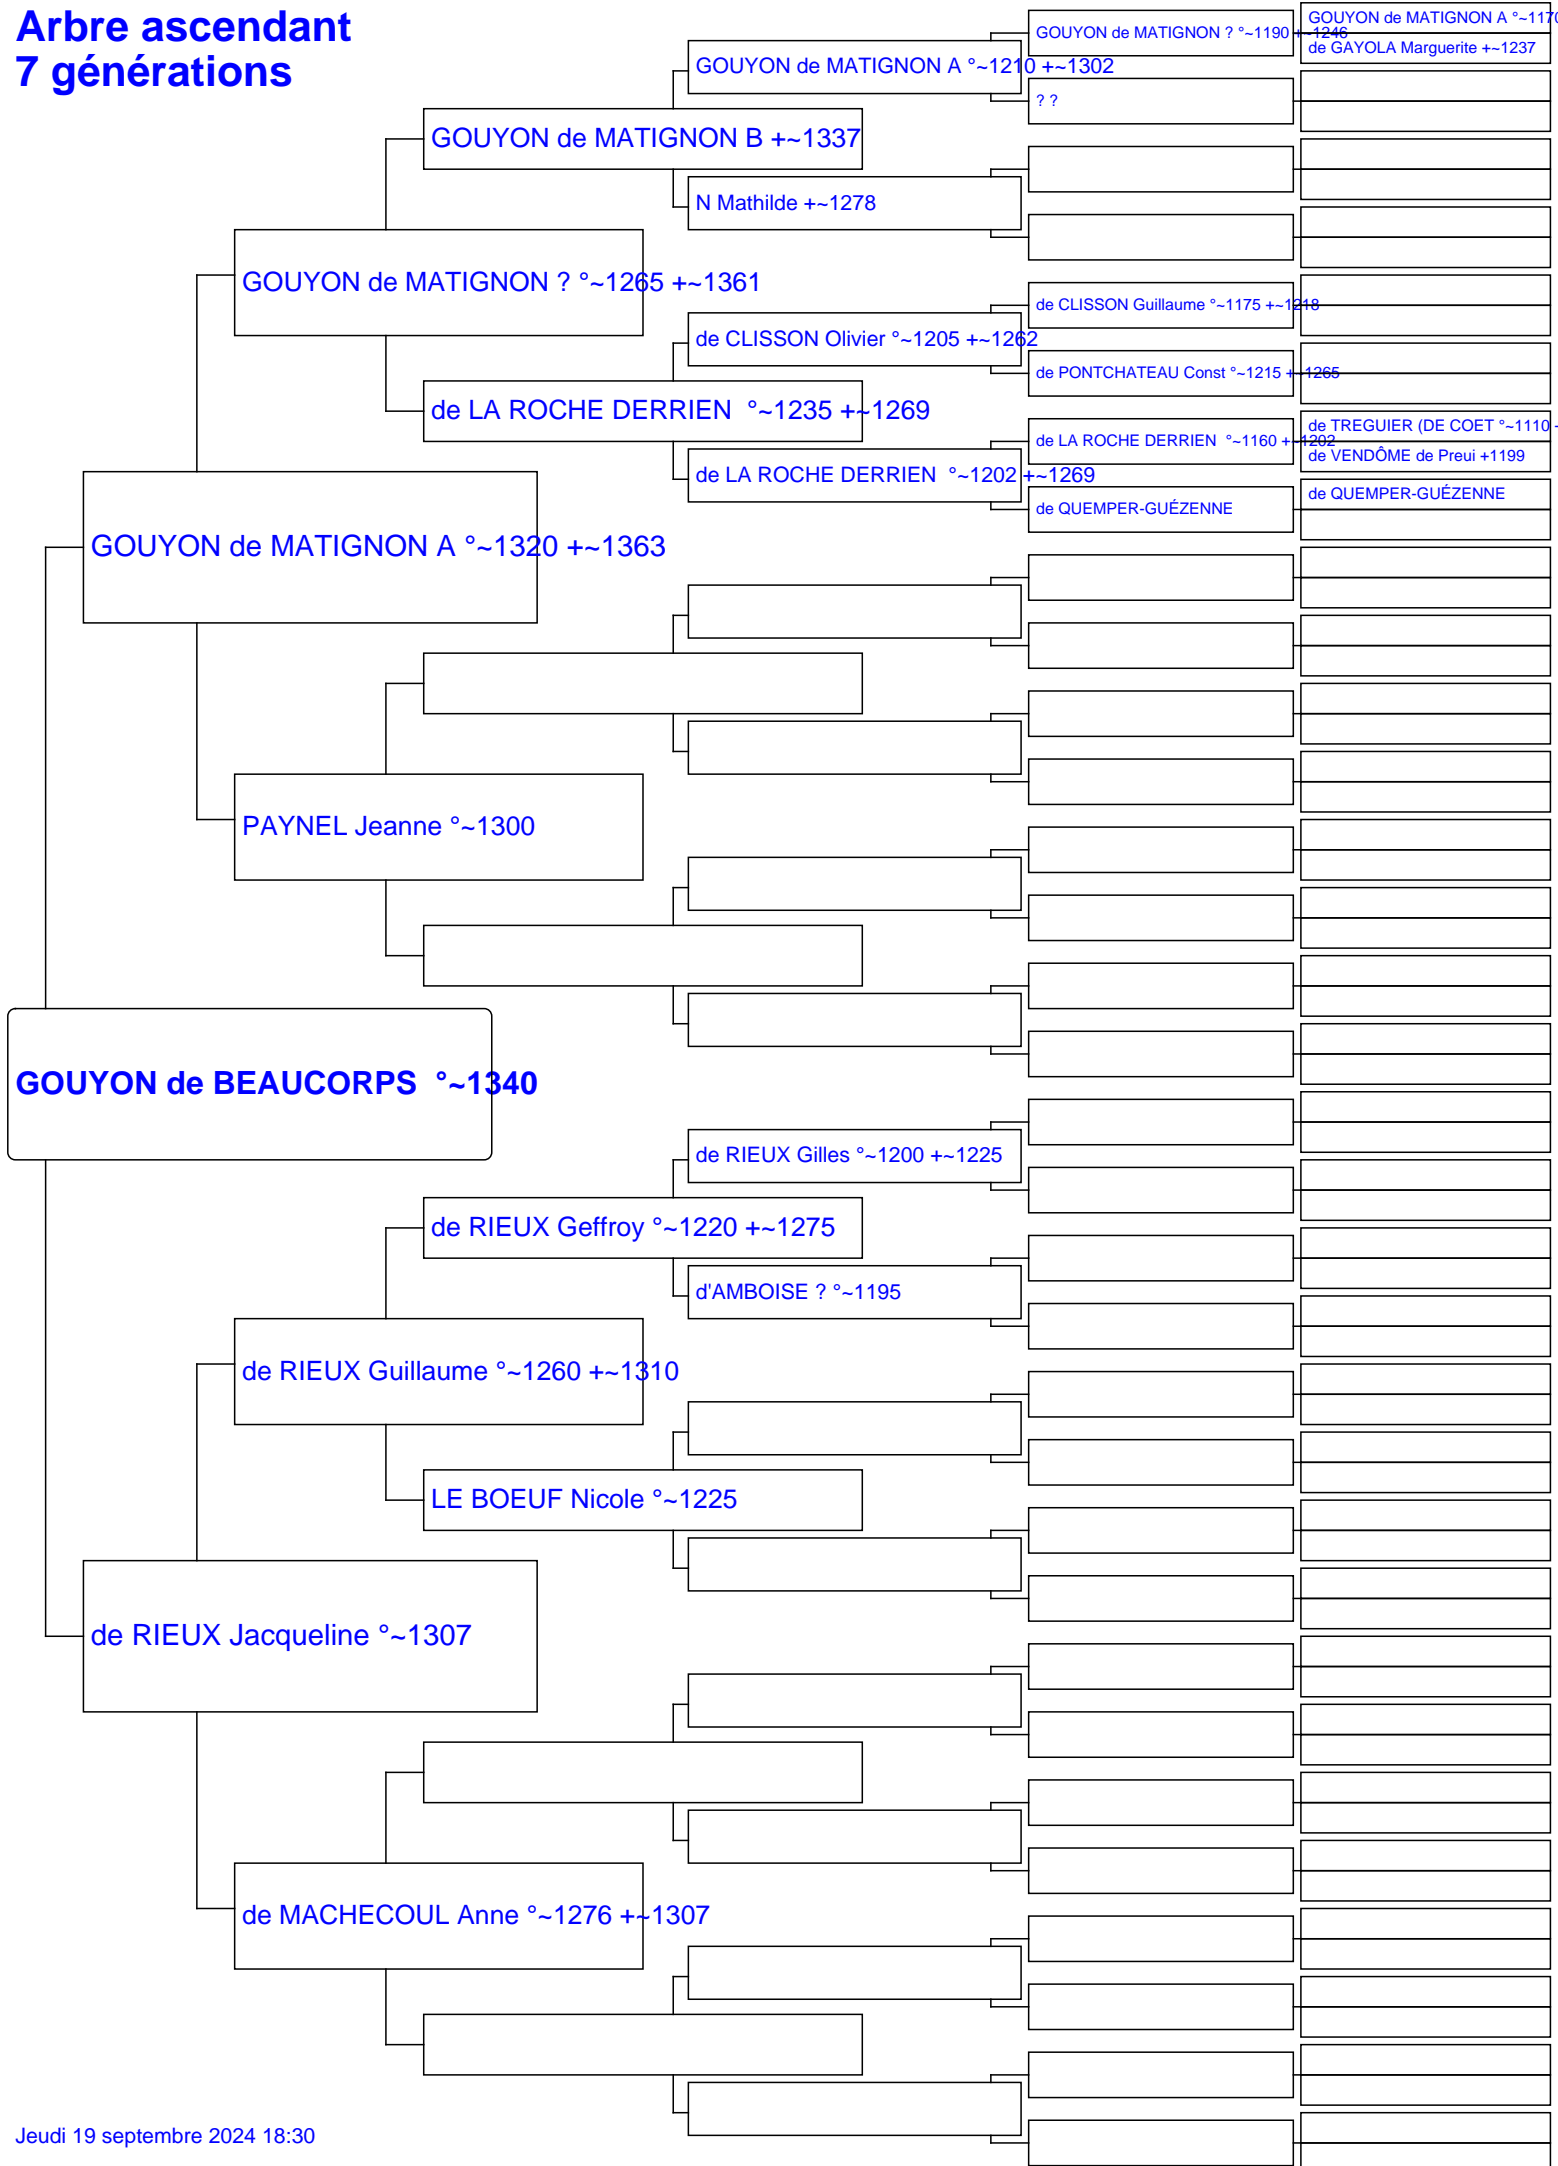 Arbre ascendant
7 générations
GOUYON de MATIGNON A °~1170
GOUYON de MATIGNON ? °~1190 +~1246
de GAYOLA Marguerite +~1237
GOUYON de MATIGNON A °~1210 +~1302
? ?
GOUYON de MATIGNON B +~1337
N Mathilde +~1278
GOUYON de MATIGNON ? °~1265 +~1361
de CLISSON Guillaume °~1175 +~1218
de CLISSON Olivier °~1205 +~1262
de PONTCHATEAU Const °~1215 +~1265
de LA ROCHE DERRIEN °~1235 +~1269
de TREGUIER (DE COET °~1110 -
de LA ROCHE DERRIEN °~1160 +~1202
de VENDÔME de Preui +1199
de LA ROCHE DERRIEN °~1202 +~1269
de QUEMPER-GUÉZENNE
de QUEMPER-GUÉZENNE
GOUYON de MATIGNON A °~1320 +~1363
PAYNEL Jeanne °~1300
GOUYON de BEAUCORPS °~1340
de RIEUX Gilles °~1200 +~1225
de RIEUX Geffroy °~1220 +~1275
d'AMBOISE ? °~1195
de RIEUX Guillaume °~1260 +~1310
LE BOEUF Nicole °~1225
de RIEUX Jacqueline °~1307
de MACHECOUL Anne °~1276 +~1307
Jeudi 19 septembre 2024 18:30